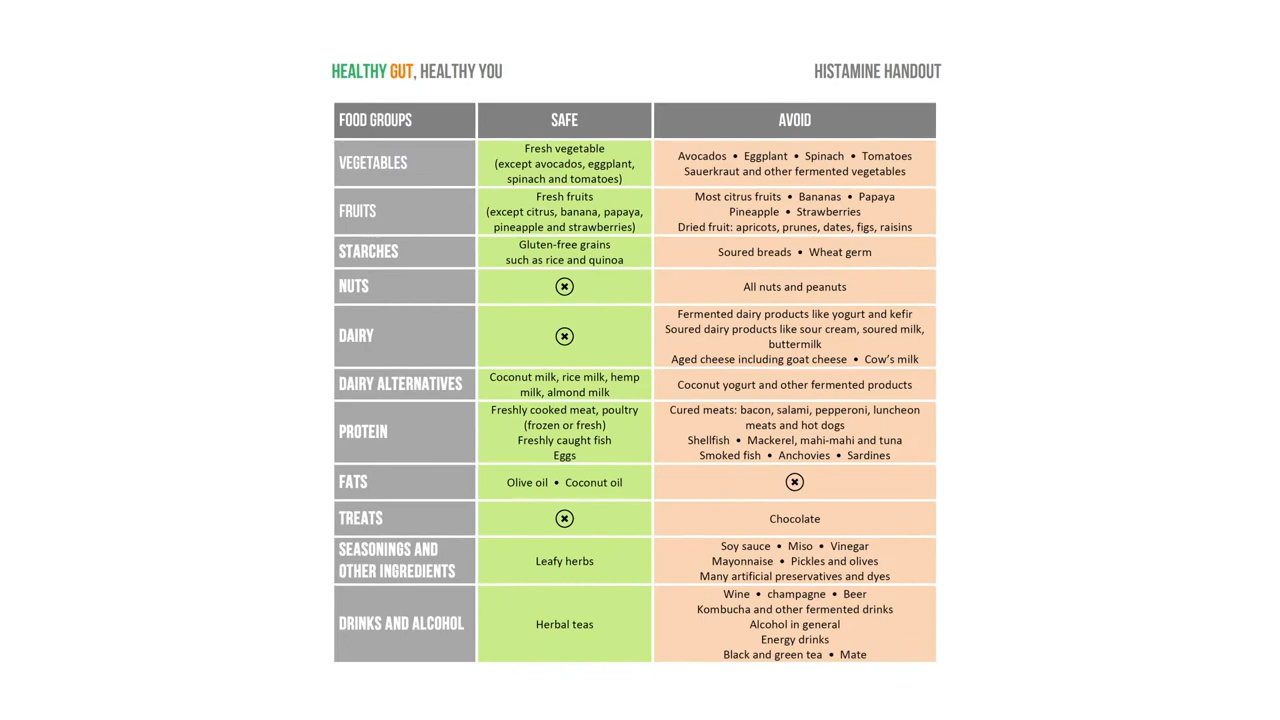 HEALTHY GUT, HEALTHY YOU
HISTAMINE HANDOUT
FOOD GROUPS
SAFE
AVOID
VEGETABLES
Fresh vegetable
(except avocados, eggplant,
spinach and tomatoes)
Avocados • Eggplant • Spinach • Tomatoes
Sauerkraut and other fermented vegetables
FRUITS
Fresh fruits
(except citrus, banana, papaya,
pineapple and strawberries)
Most citrus fruits • Bananas • Papaya
Pineapple • Strawberries
Dried fruit: apricots, prunes, dates, figs, raisins
STARCHES
Gluten-free grains
such as rice and quinoa
Soured breads • Wheat germ
NUTS
All nuts and peanuts
DAIRY
Fermented dairy products like yogurt and kefir
Soured dairy products like sour cream, soured milk,
buttermilk
Aged cheese including goat cheese • Cow's milk
DAIRY ALTERNATIVES
Coconut milk, rice milk, hemp
milk, almond milk
Coconut yogurt and other fermented products
PROTEIN
Freshly cooked meat, poultry
(frozen or fresh)
Freshly caught fish
Eggs
Cured meats: bacon, salami, pepperoni, luncheon
meats and hot dogs
Shellfish • Mackerel, mahi-mahi and tuna
Smoked fish • Anchovies • Sardines
FATS
Olive oil • Coconut oil
TREATS
Chocolate
SEASONINGS AND
OTHER INGREDIENTS
Leafy herbs
Soy sauce • Miso • Vinegar
Mayonnaise • Pickles and olives
Many artificial preservatives and dyes
DRINKS AND ALCOHOL
Herbal teas
Wine • champagne • Beer
Kombucha and other fermented drinks
Alcohol in general
Energy drinks
Black and green tea • Mate